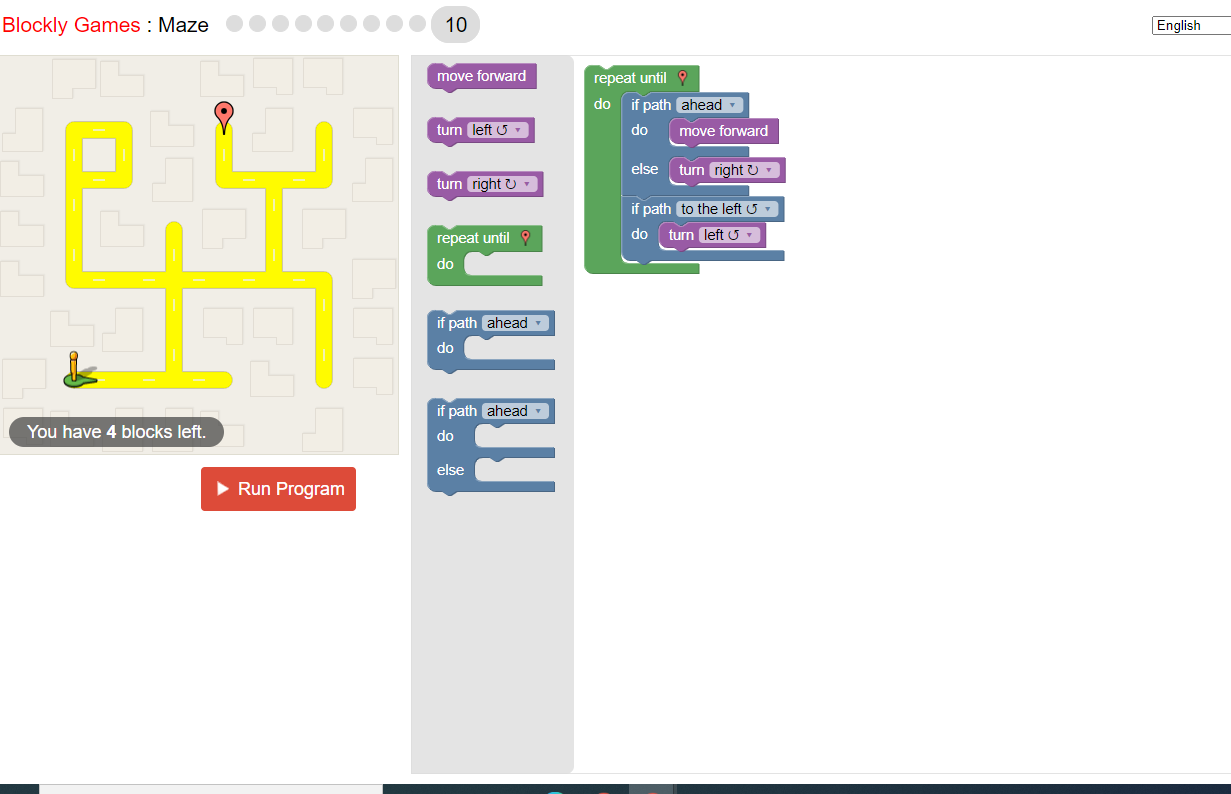 Blockly Games : Maze 10
English
You have 4 blocks left.
Run Program
move forward
turn left ↺
turn right ↻
repeat until
do
if path ahead
do
if path ahead
do
else
repeat until
do if path ahead
do move forward
else turn right ↻
if path to the left ↺
do turn left ↺